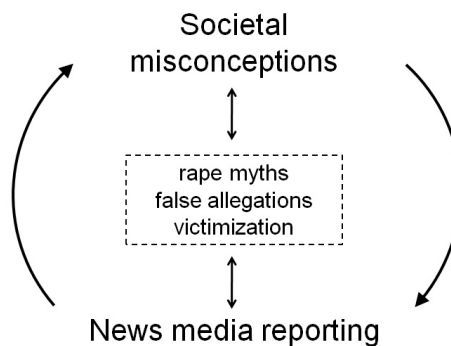 Societal
misconceptions
rape myths
false allegations
victimization
News media reporting